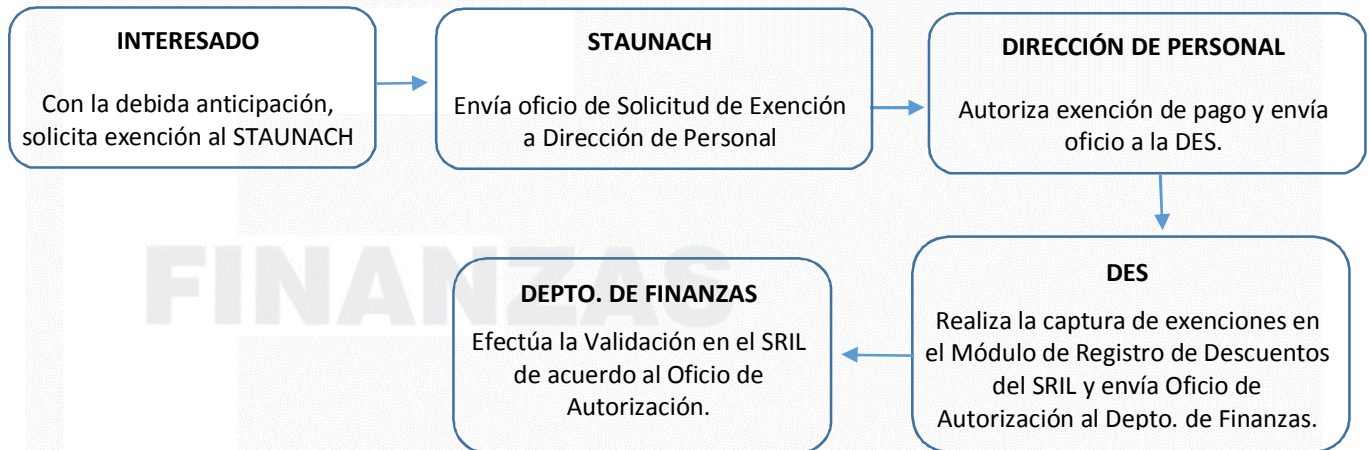 INTERESADO
Con la debida anticipación,
solicita exención al STAUNACH
STAUNACH
Envía oficio de Solicitud de Exención
a Dirección de Personal
DIRECCIÓN DE PERSONAL
Autoriza exención de pago y envía
oficio a la DES.
DES
Realiza la captura de exenciones en
el Módulo de Registro de Descuentos
del SRIL y envía Oficio de
Autorización al Depto. de Finanzas.
DEPTO. DE FINANZAS
Efectúa la Validación en el SRIL
de acuerdo al Oficio de
Autorización.
FINANZAS